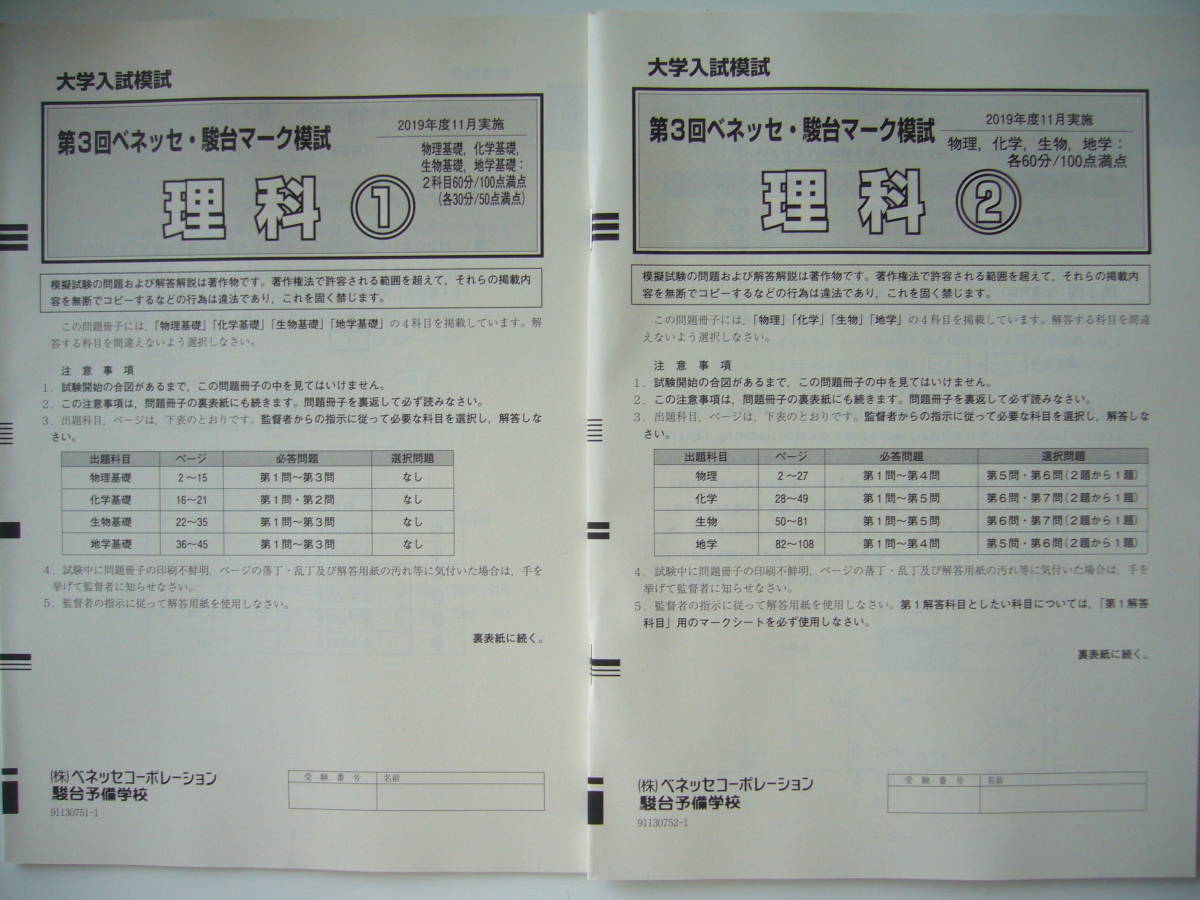 大学入試模試
第3回ベネッセ・駿台マーク模試
2019年度11月実施
物理基礎，化学基礎，
生物基礎，地学基礎：
2科目60分/100点満点
(各30分/50点満点)
理科 ①
模擬試験の問題および解答解説は著作物です。著作権法で許容される範囲を超えて，それらの掲載内
容を無断でコピーするなどの行為は違法であり，これを固く禁じます。
この問題冊子には，「物理基礎」「化学基礎」「生物基礎」「地学基礎」の4科目を掲載しています。解
答する科目を間違えないよう選択しなさい。
注意事項
1．試験開始の合図があるまで，この問題冊子の中を見てはいけません。
2．この注意事項は，問題冊子の裏表紙にも続きます。問題冊子を裏返して必ず読みなさい。
3．出題科目，ページは，下表のとおりです。監督者からの指示に従って必要な科目を選択し，解答しな
さい。
出題科目 ページ 必答問題 選択問題
物理基礎 2～15 第1問～第3問 なし
化学基礎 16～21 第1問・第2問 なし
生物基礎 22～35 第1問～第3問 なし
地学基礎 36～45 第1問～第3問 なし
4．試験中に問題冊子の印刷不鮮明，ページの落丁・乱丁及び解答用紙の汚れ等に気付いた場合は，手を
挙げて監督者に知らせなさい。
5．監督者の指示に従って解答用紙を使用しなさい。
裏表紙に続く。
(株)ベネッセコーポレーション
駿台予備学校
91130751-1
受験番号 名前
大学入試模試
第3回ベネッセ・駿台マーク模試
2019年度11月実施
物理，化学，生物，地学：
各60分/100点満点
理科 ②
模擬試験の問題および解答解説は著作物です。著作権法で許容される範囲を超えて，それらの掲載内
容を無断でコピーするなどの行為は違法であり，これを固く禁じます。
この問題冊子には，「物理」「化学」「生物」「地学」の4科目を掲載しています。解答する科目を間違
えないよう選択しなさい。
注意事項
1．試験開始の合図があるまで，この問題冊子の中を見てはいけません。
2．この注意事項は，問題冊子の裏表紙にも続きます。問題冊子を裏返して必ず読みなさい。
3．出題科目，ページは，下表のとおりです。監督者からの指示に従って必要な科目を選択し，解答しな
さい。
出題科目 ページ 必答問題 選択問題
物理 2～27 第1問～第4問 第5問・第6問(2題から1題)
化学 28～49 第1問～第5問 第6問・第7問(2題から1題)
生物 50～81 第1問～第5問 第6問・第7問(2題から1題)
地学 82～108 第1問～第4問 第5問・第6問(2題から1題)
4．試験中に問題冊子の印刷不鮮明，ページの落丁・乱丁及び解答用紙の汚れ等に気付いた場合は，手を
挙げて監督者に知らせなさい。
5．監督者の指示に従って解答用紙を使用しなさい。第1解答科目としたい科目については，「第1解答
科目」用のマークシートを必ず使用しなさい。
裏表紙に続く。
(株)ベネッセコーポレーション
駿台予備学校
91130752-1
受験番号 名前